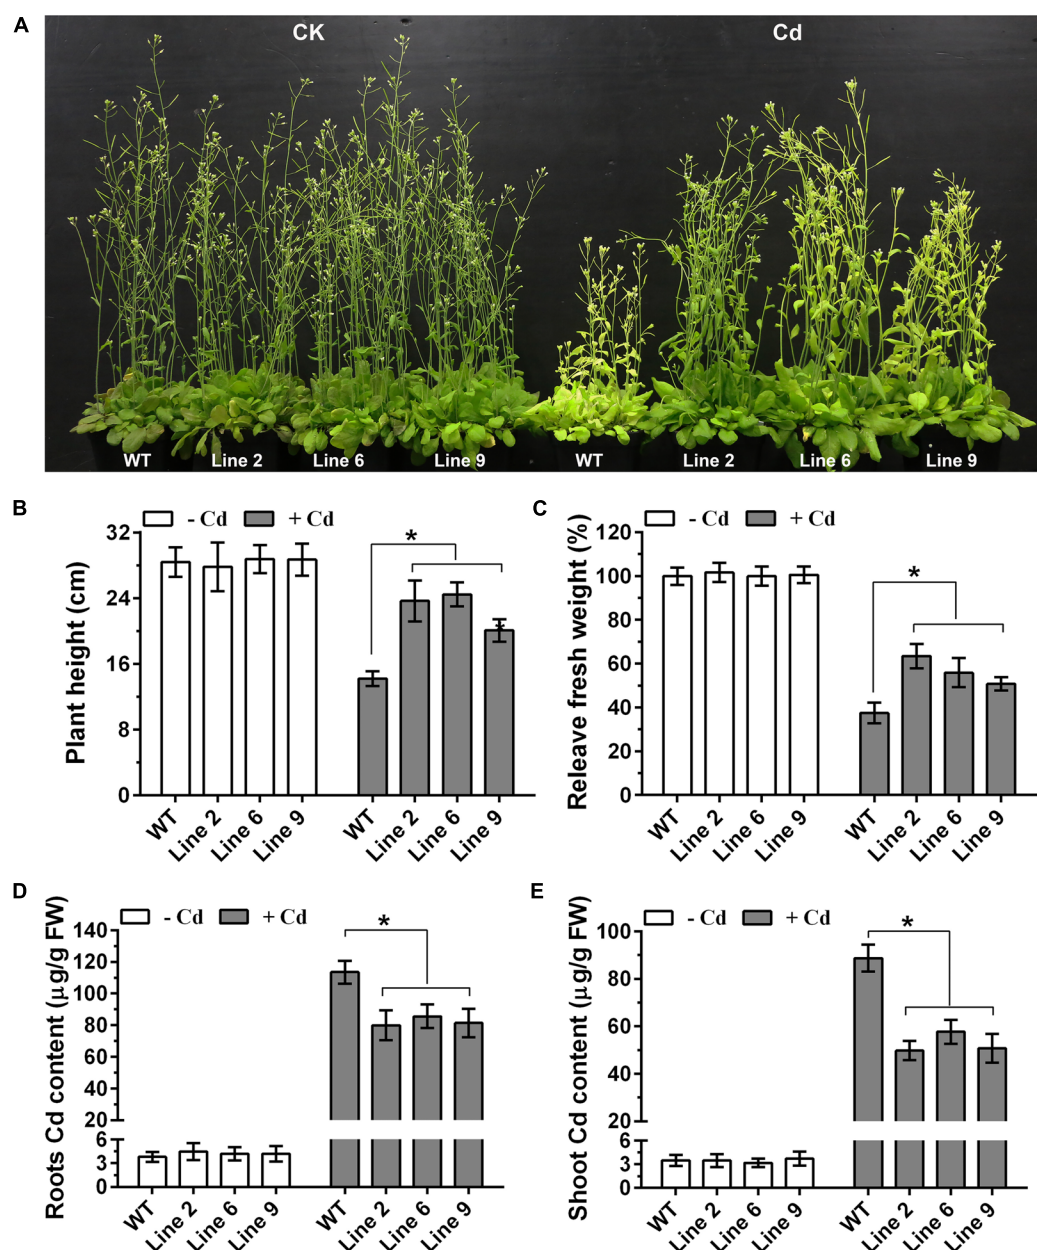 A
CK Cd
WT Line 2 Line 6 Line 9 WT Line 2 Line 6 Line 9
B
- Cd + Cd
Plant height (cm)
32
24
16
8
0
*
*
WT Line 2 Line 6 Line 9 WT Line 2 Line 6 Line 9
C
- Cd + Cd
Releave fresh weight (%)
120
100
80
60
40
20
0
*
WT Line 2 Line 6 Line 9 WT Line 2 Line 6 Line 9
D
- Cd + Cd
Roots Cd content (µg/g FW)
140
120
100
80
60
40
20
6
3
0
*
WT Line 2 Line 6 Line 9 WT Line 2 Line 6 Line 9
E
- Cd + Cd
Shoot Cd content (µg/g FW)
100
80
60
40
20
6
3
0
*
WT Line 2 Line 6 Line 9 WT Line 2 Line 6 Line 9